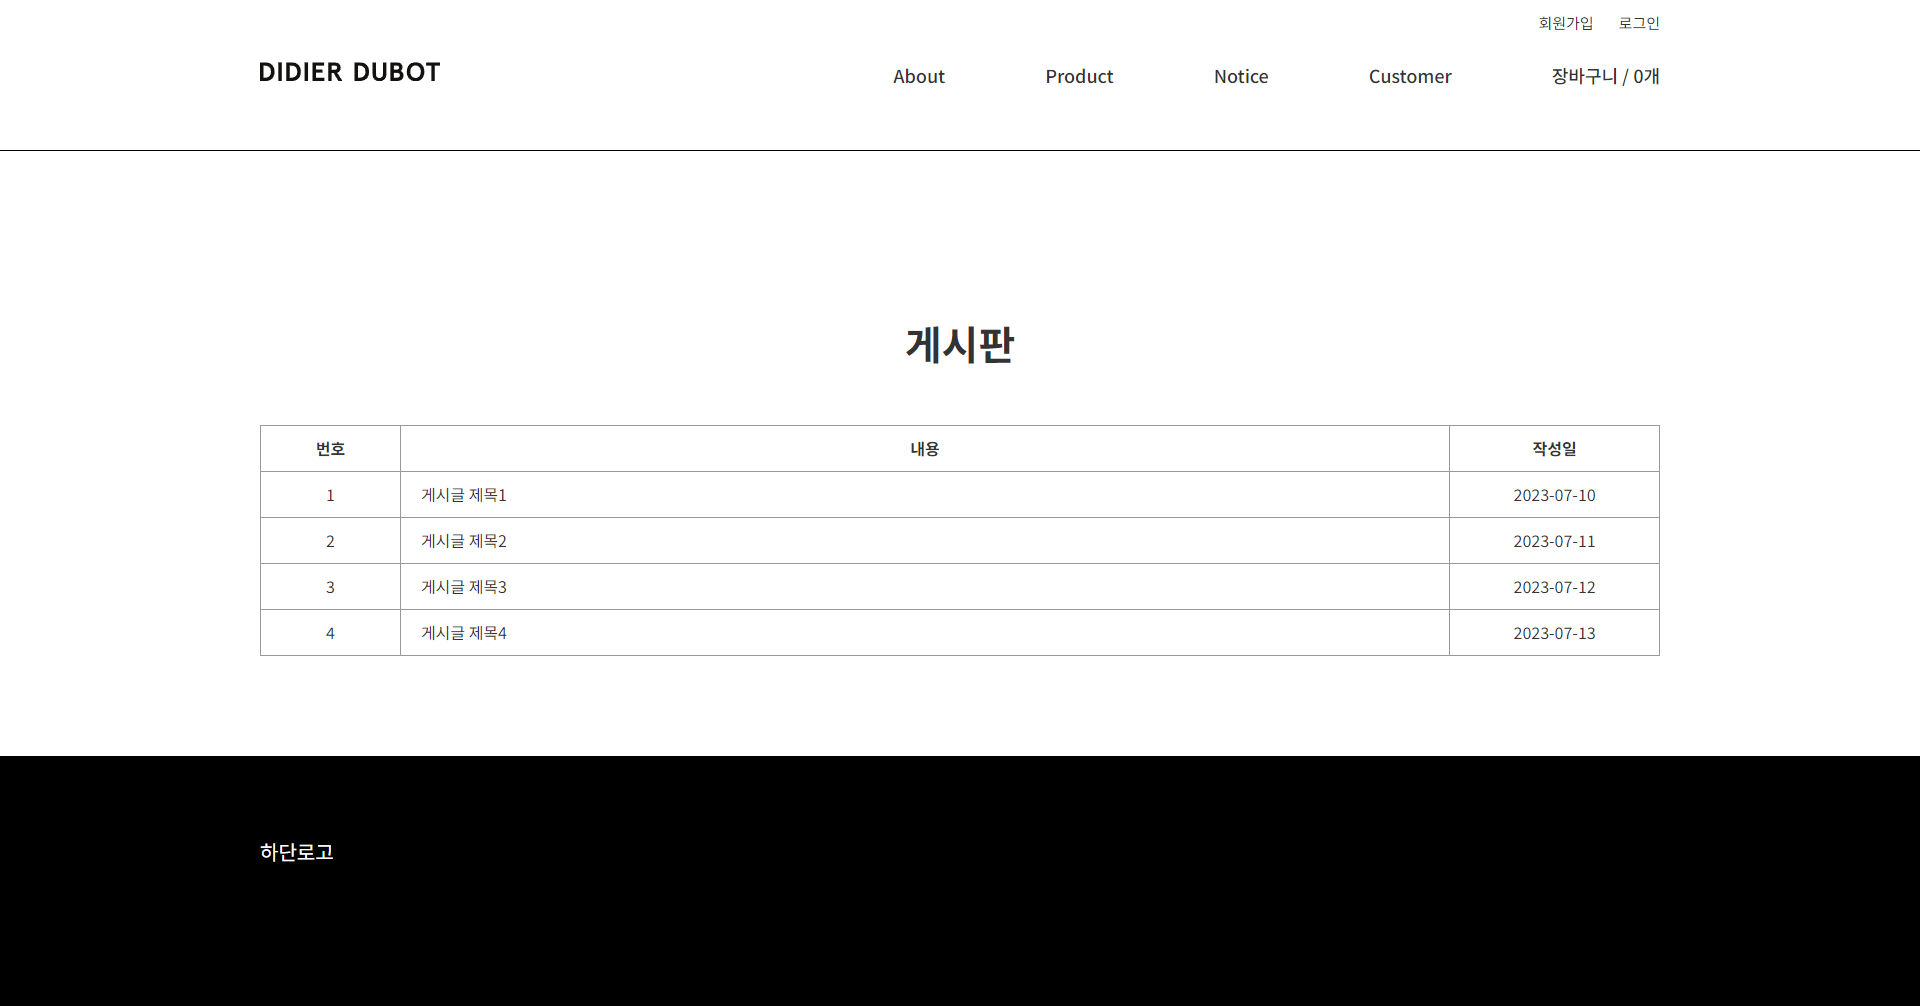 회원가입 로그인
DIDIER DUBOT About Product Notice Customer 장바구니 / 0개
게시판
번호 내용 작성일
1 게시글 제목1 2023-07-10
2 게시글 제목2 2023-07-11
3 게시글 제목3 2023-07-12
4 게시글 제목4 2023-07-13
하단로고